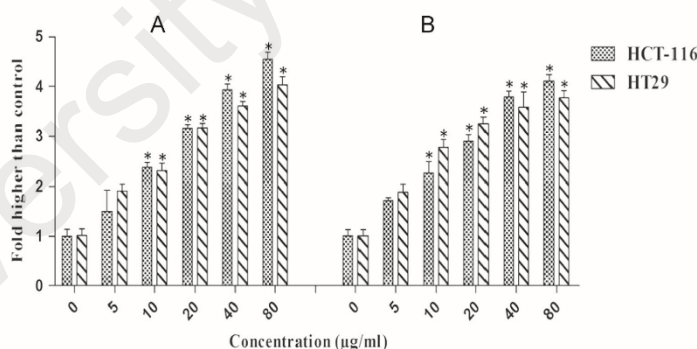 A B
5
4
3
2
1
0
Fold higher than control
* * * * * * * *
* * * * * * * *
0 5 10 20 40 80 0 5 10 20 40 80
Concentration (µg/ml)
HCT-116
HT29
versity